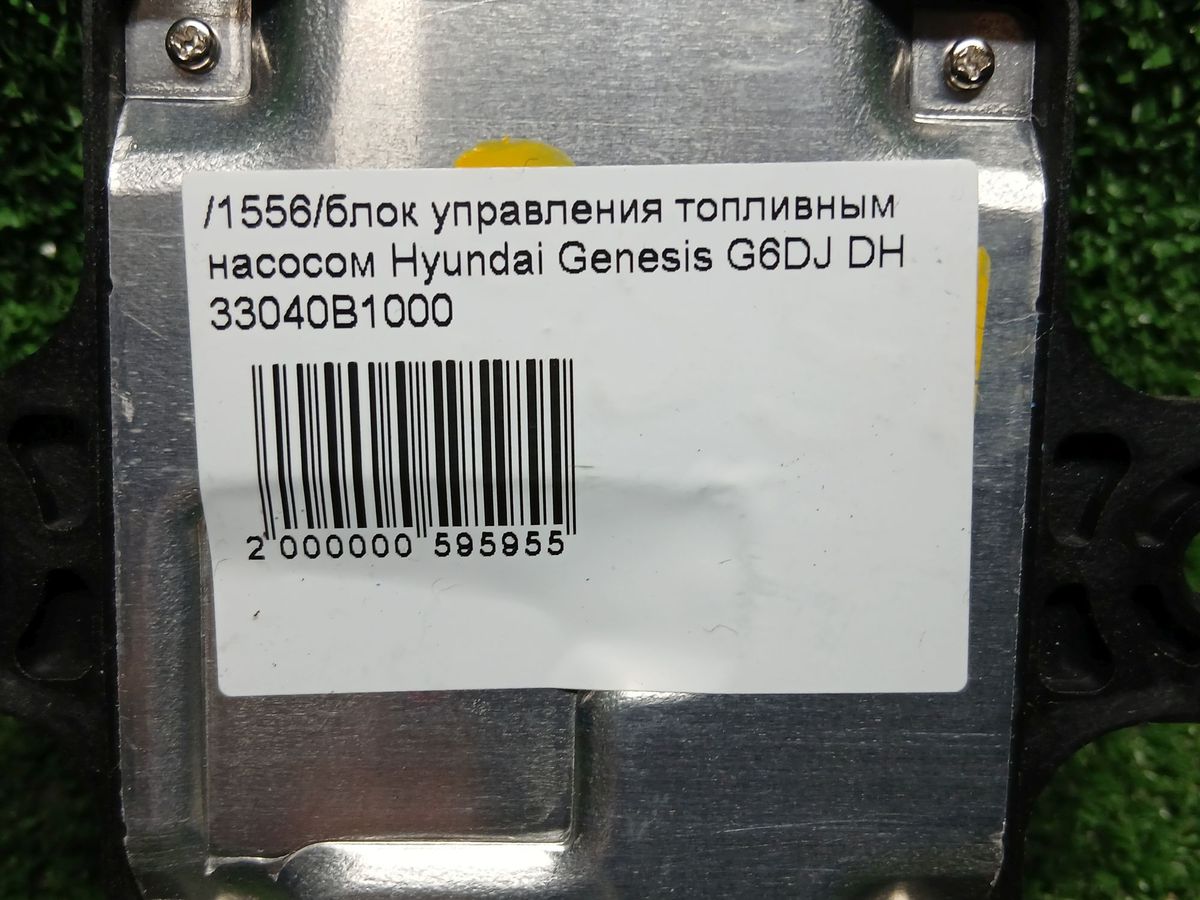 /1556/блок управления топливным
насосом Hyundai Genesis G6DJ DH
33040B1000
2 000000 595955